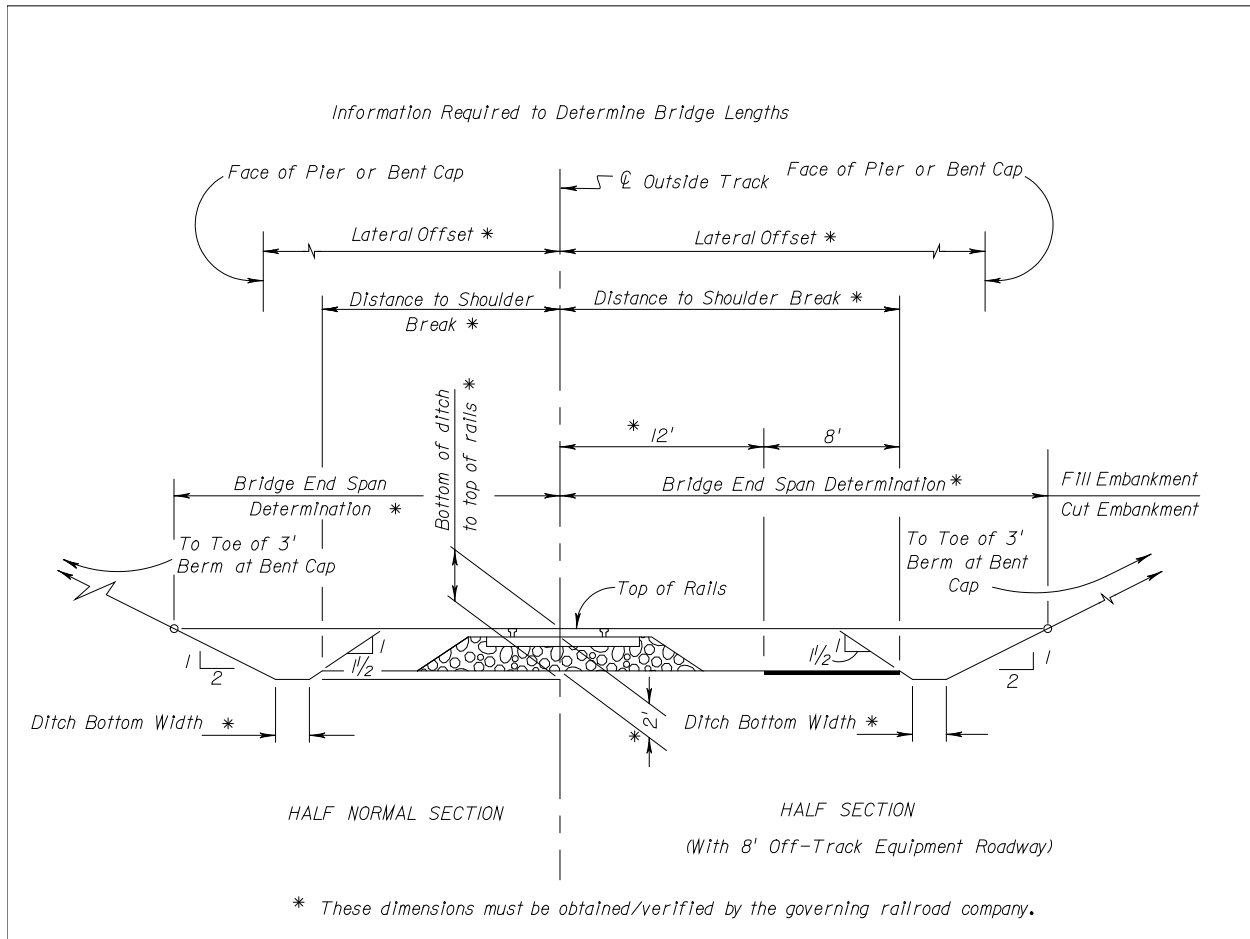 Information Required to Determine Bridge Lengths
Face of Pier or Bent Cap
℄ Outside Track
Face of Pier or Bent Cap
Lateral Offset *
Lateral Offset *
Distance to Shoulder
Break *
Distance to Shoulder Break *
Bottom of ditch
to top of rails *
* 12'
8'
Bridge End Span
Determination *
Bridge End Span Determination *
Fill Embankment
Cut Embankment
To Toe of 3'
Berm at Bent Cap
To Toe of 3'
Berm at Bent
Cap
Top of Rails
1
2
1
1 1/2
1
1 1/2
1
2
Ditch Bottom Width *
* 2'
Ditch Bottom Width *
HALF NORMAL SECTION
HALF SECTION
(With 8' Off-Track Equipment Roadway)
* These dimensions must be obtained/verified by the governing railroad company.